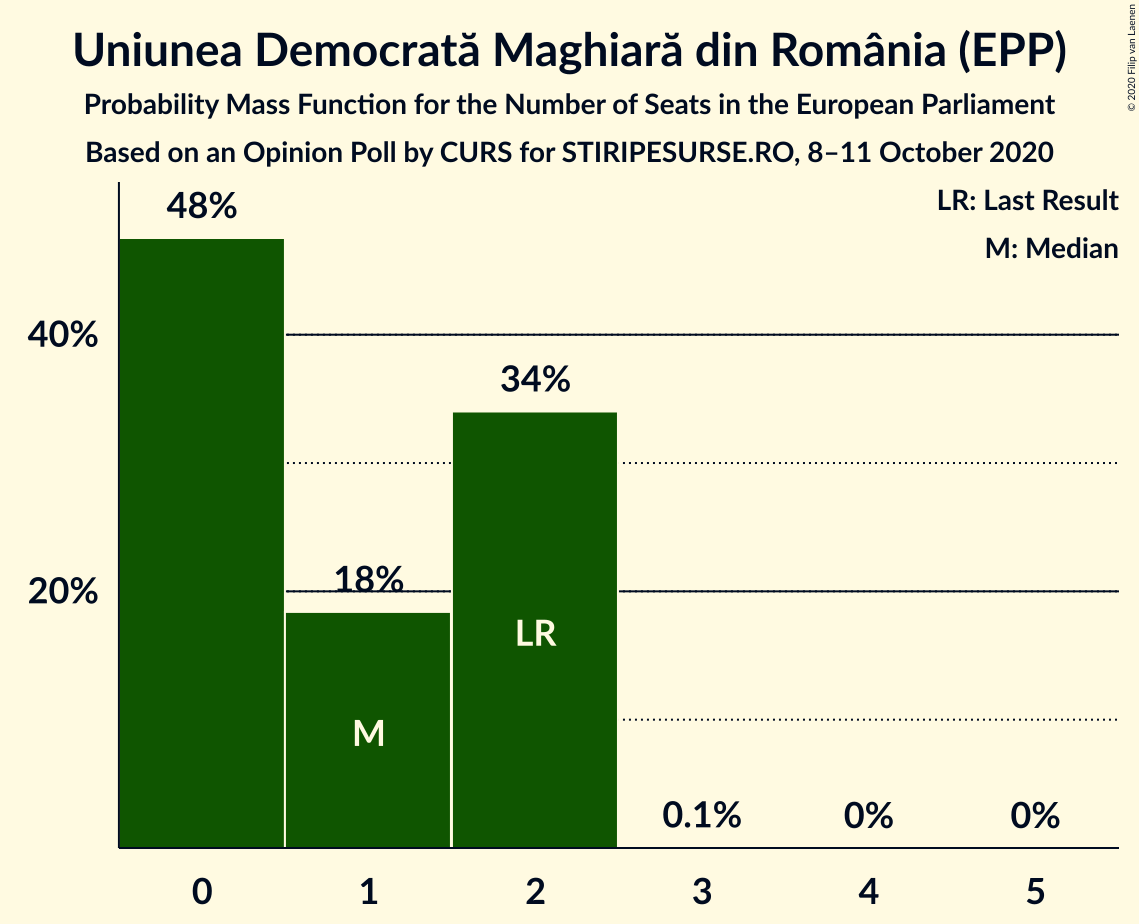 Uniunea Democrată Maghiară din România (EPP)
Probability Mass Function for the Number of Seats in the European Parliament
Based on an Opinion Poll by CURS for STIRIPESURSE.RO, 8–11 October 2020
© 2020 Filip van Laenen
LR: Last Result
M: Median
48%
40%
34%
20%
18%
LR
M
0.1%
0%
0%
0
1
2
3
4
5